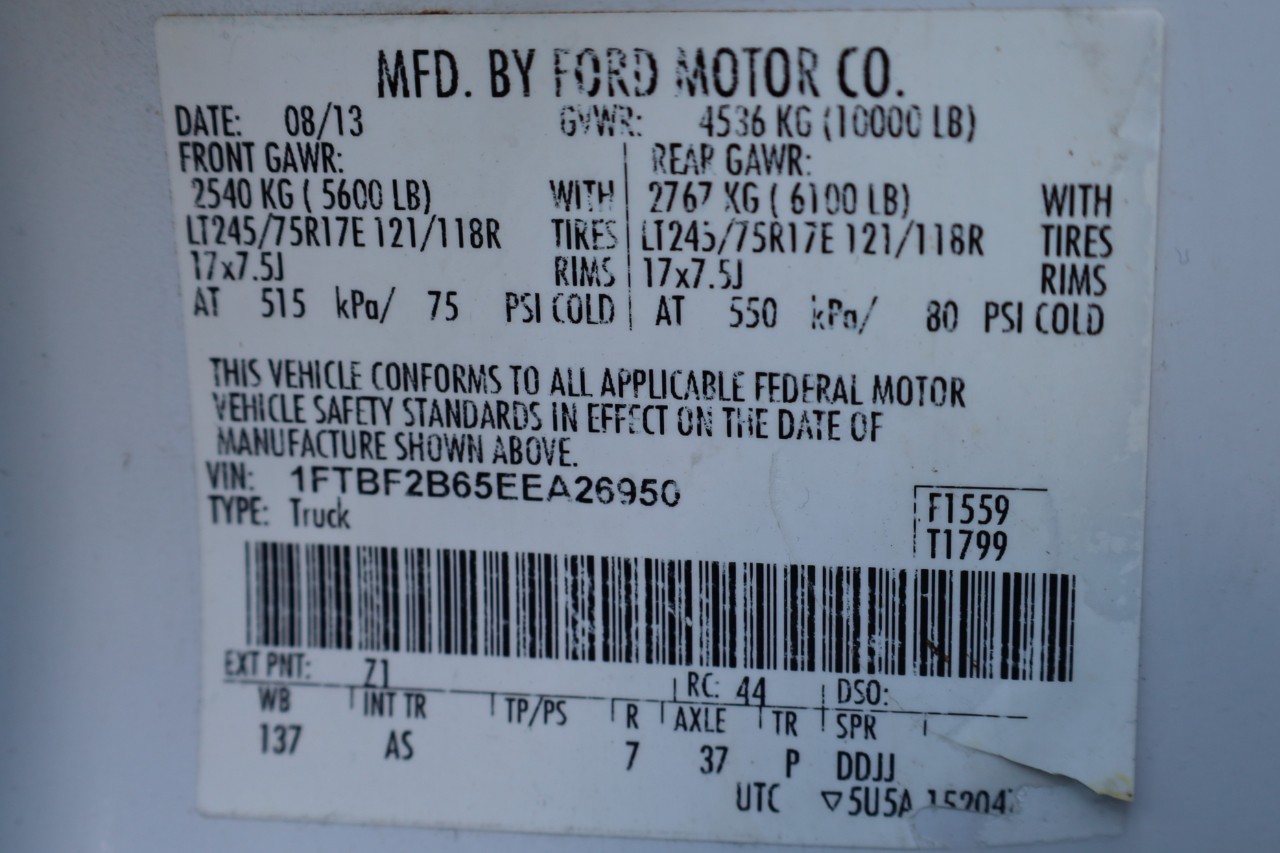 MFD. BY FORD MOTOR CO.
DATE: 08/13 GVWR: 4536 KG (10000 LB)
FRONT GAWR: REAR GAWR:
2540 KG ( 5600 LB) WITH 2767 KG ( 6100 LB) WITH
LT245/75R17E 121/118R TIRES LT245/75R17E 121/118R TIRES
17x7.5J RIMS 17x7.5J RIMS
AT 515 kPa/ 75 PSI COLD AT 550 kPa/ 80 PSI COLD
THIS VEHICLE CONFORMS TO ALL APPLICABLE FEDERAL MOTOR
VEHICLE SAFETY STANDARDS IN EFFECT ON THE DATE OF
MANUFACTURE SHOWN ABOVE.
VIN: 1FTBF2B65EEA26950
TYPE: Truck
F1559
T1799
EXT PNT: Z1 RC: 44 DSO:
WB INT TR TP/PS R AXLE TR SPR
137 AS 7 37 P DDJJ
UTC ▽5U5A